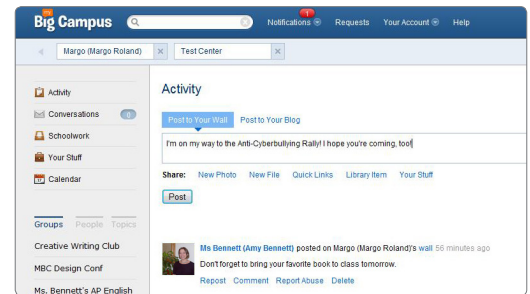 my
Big Campus
Notifications 1 Requests Your Account Help
Margo (Margo Roland) × Test Center ×
Activity
Conversations 0
Schoolwork
Your Stuff
Calendar
Groups People Topics
Creative Writing Club
MBC Design Conf
Ms. Bennett's AP English
Activity
Post to Your Wall Post to Your Blog
I'm on my way to the Anti-Cyberbullying Rally! I hope you're coming, too!
Share: New Photo New File Quick Links Library Item Your Stuff
Post
Ms Bennett (Amy Bennett) posted on Margo (Margo Roland)'s wall 56 minutes ago
Don't forget to bring your favorite book to class tomorrow.
Repost Comment Report Abuse Delete